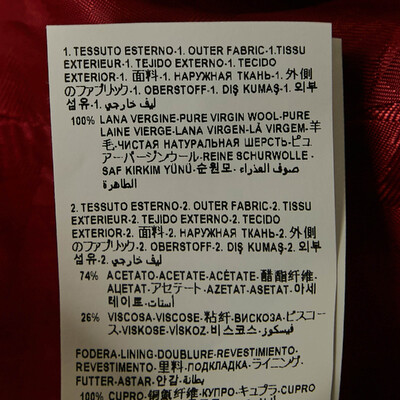 1. TESSUTO ESTERNO-1. OUTER FABRIC-1.TISSU
EXTERIEUR-1. TEJIDO EXTERNO-1. TECIDO
EXTERIOR-1. 面料-1. НАРУЖНАЯ ТКАНЬ-1. 外側
のファブリック-1. OBERSTOFF-1. DIŞ KUMAŞ-1. 외부
섬유-1. ليف خارجي
100% LANA VERGINE-PURE VIRGIN WOOL-PURE
LAINE VIERGE-LANA VIRGEN-LÁ VIRGEM-羊
毛-ЧИСТАЯ НАТУРАЛЬНАЯ ШЕРСТЬ-ピュ
アーバージンウール-REINE SCHURWOLLE-
SAF KIRKIM YÜNÜ-순원모-صوف العذراء
الطاهرة
2. TESSUTO ESTERNO-2. OUTER FABRIC-2. TISSU
EXTERIEUR-2. TEJIDO EXTERNO-2. TECIDO
EXTERIOR-2. 面料-2. НАРУЖНАЯ ТКАНЬ-2. 外側
のファブリック-2. OBERSTOFF-2. DIŞ KUMAŞ-2. 외부
섬유-2. ليف خارجي
74% ACETATO-ACETATE-ACÉTATE-醋酯纤维-
АЦЕТАТ-アセテート-AZETAT-ASETAT-아세
테이트-أستات
26% VISCOSA-VISCOSE-粘纤-ВИСКОЗА-ビスコー
ス-VISKOSE-VİSKOZ-비스코스-فيسكوز
FODERA-LINING-DOUBLURE-REVESTIMIENTO-
REVESTIMENTO-里料-ПОДКЛАДКА-ライニング-
FUTTER-ASTAR-안감-بطانة
100% CUPRO-铜氨纤维-КУПРО-キュプラ-CUPRO